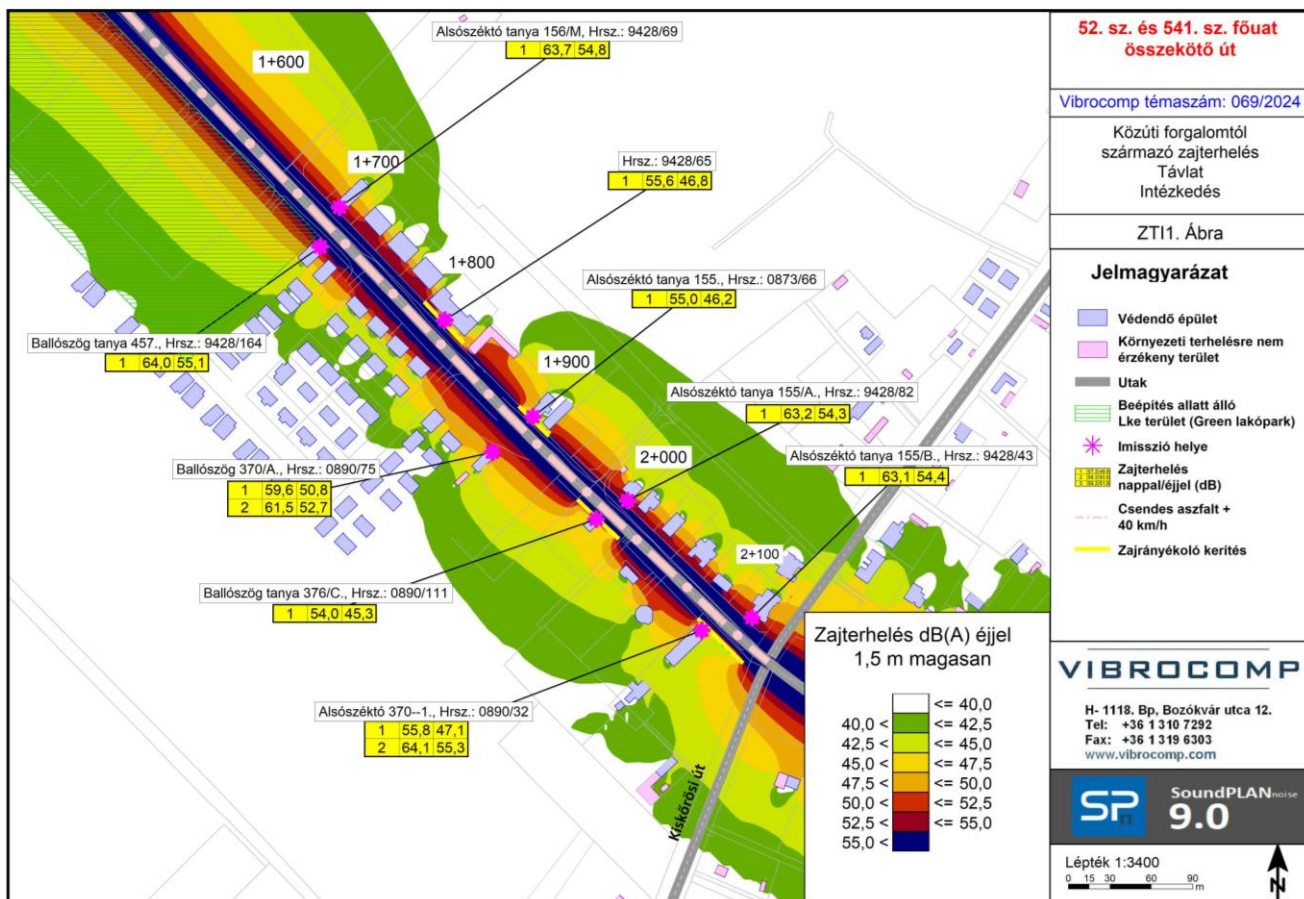 Alsószéktó tanya 156/M, Hrsz.: 9428/69
1 63,7 54,8
1+600
1+700
Hrsz.: 9428/65
1 55,6 46,8
1+800
Alsószéktó tanya 155., Hrsz.: 0873/66
1 55,0 46,2
Ballószög tanya 457., Hrsz.: 9428/164
1 64,0 55,1
1+900
Alsószéktó tanya 155/A., Hrsz.: 9428/82
1 63,2 54,3
2+000
Alsószéktó tanya 155/B., Hrsz.: 9428/43
1 63,1 54,4
Ballószög 370/A., Hrsz.: 0890/75
1 59,6 50,8
2 61,5 52,7
2+100
Ballószög tanya 376/C., Hrsz.: 0890/111
1 54,0 45,3
Alsószéktó 370--1., Hrsz.: 0890/32
1 55,8 47,1
2 64,1 55,3
Kiskőrösi út
Zajterhelés dB(A) éjjel
1,5 m magasan
<= 40,0
40,0 < <= 42,5
42,5 < <= 45,0
45,0 < <= 47,5
47,5 < <= 50,0
50,0 < <= 52,5
52,5 < <= 55,0
55,0 <
52. sz. és 541. sz. főuat
összekötő út
Vibrocomp témaszám: 069/2024
Közúti forgalomtól
származó zajterhelés
Távlat
Intézkedés
ZTI1. Ábra
Jelmagyarázat
Védendő épület
Környezeti terhelésre nem
érzékeny terület
Utak
Beépítés allatt álló
Lke terület (Green lakópark)
Imisszió helye
Zajterhelés
nappal/éjjel (dB)
Csendes aszfalt +
40 km/h
Zajrányékoló kerítés
VIBROCOMP
H- 1118. Bp, Bozókvár utca 12.
Tel: +36 1 310 7292
Fax: +36 1 319 6303
www.vibrocomp.com
SPn
SoundPLANnoise
9.0
Lépték 1:3400
0 15 30 60 90
m
N